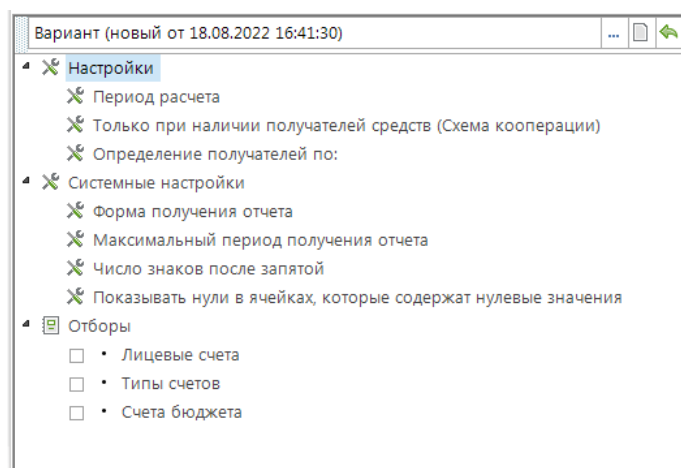 Вариант (новый от 18.08.2022 16:41:30)
...
Настройки
Период расчета
Только при наличии получателей средств (Схема кооперации)
Определение получателей по:
Системные настройки
Форма получения отчета
Максимальный период получения отчета
Число знаков после запятой
Показывать нули в ячейках, которые содержат нулевые значения
Отборы
• Лицевые счета
• Типы счетов
• Счета бюджета